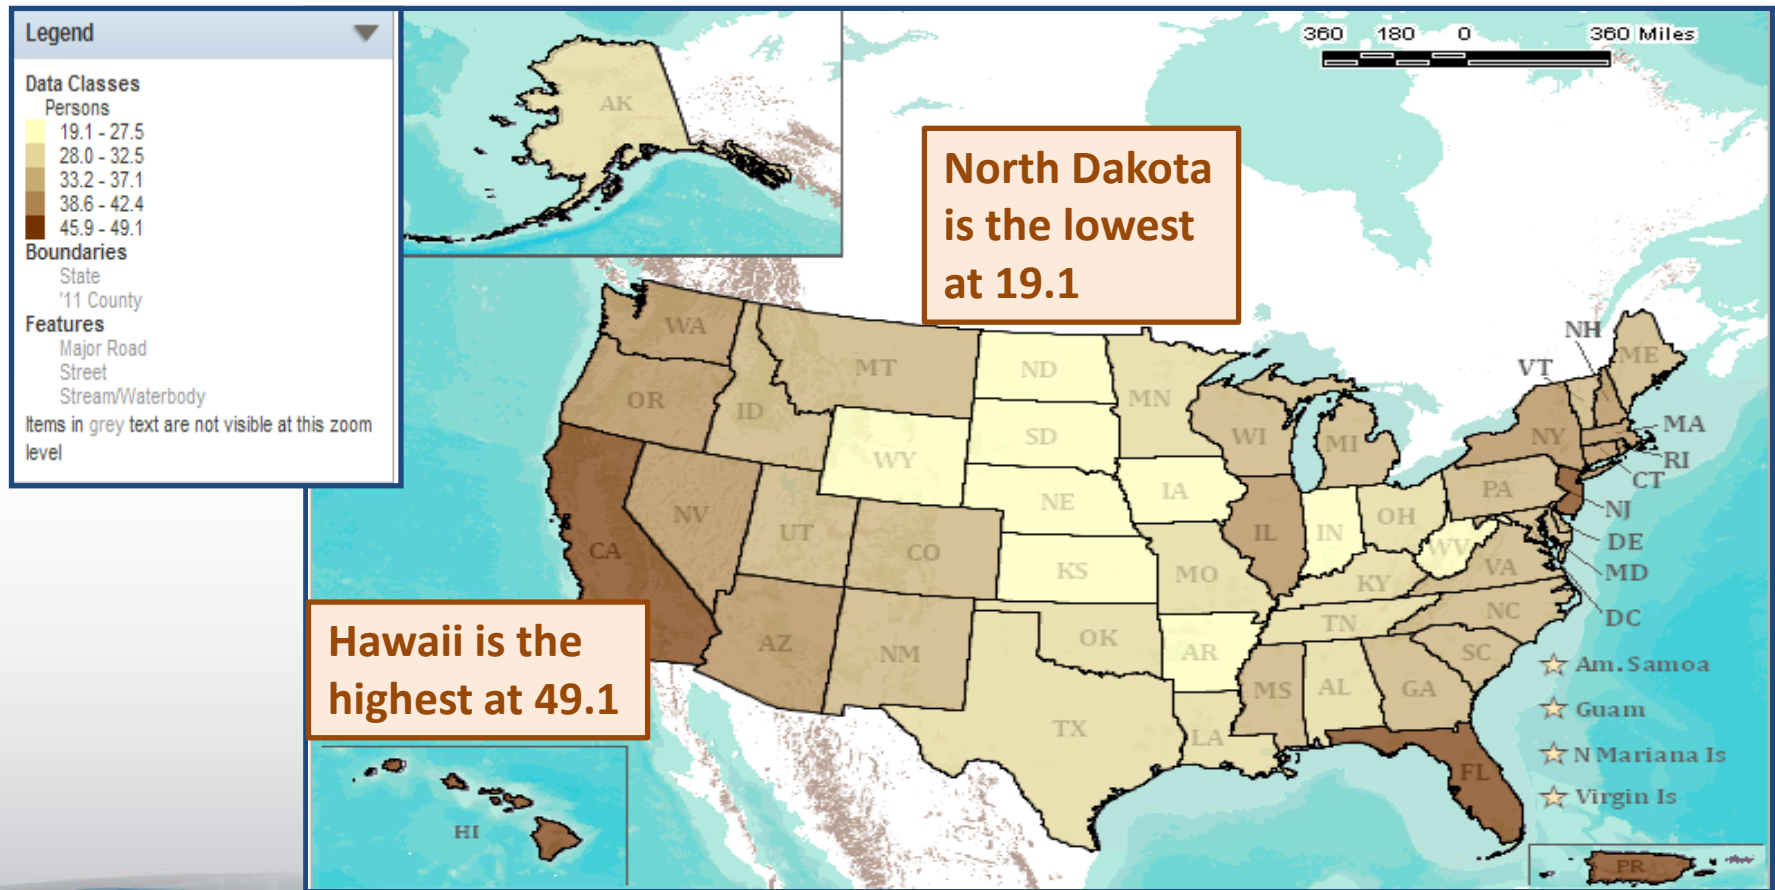 Legend
Data Classes
Persons
19.1 - 27.5
28.0 - 32.5
33.2 - 37.1
38.6 - 42.4
45.9 - 49.1
Boundaries
State
'11 County
Features
Major Road
Street
Stream/Waterbody
Items in grey text are not visible at this zoom
level
360 180 0 360 Miles
AK
North Dakota
is the lowest
at 19.1
WA
MT
ND
MN
OR
ID
SD
WY
WI
MI
NH
VT
ME
NY
MA
RI
CT
NJ
DE
MD
DC
PA
NE
IA
NV
UT
CO
CA
IL
IN
OH
WV
VA
KS
MO
KY
NC
TN
AZ
NM
OK
AR
SC
MS
AL
GA
TX
LA
FL
Am. Samoa
Guam
N Mariana Is
Virgin Is
Hawaii is the
highest at 49.1
HI
PR